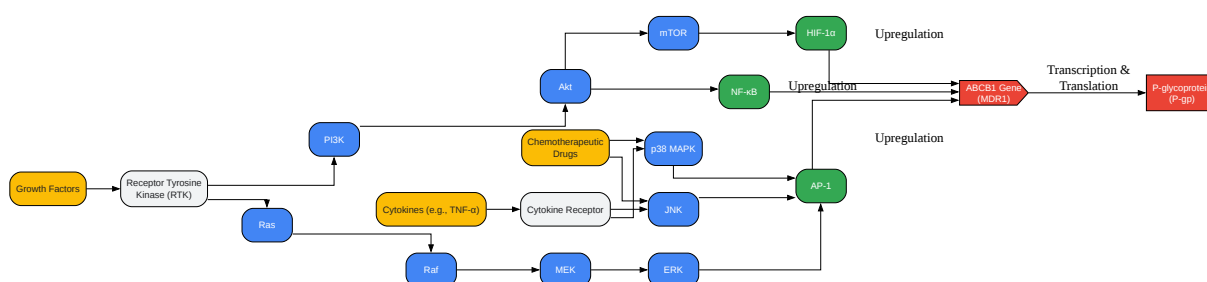 mTOR
HIF-1α
Upregulation
Akt
NF-κB
Upregulation
ABCB1 Gene
(MDR1)
Transcription &
Translation
P-glycoprotein
(P-gp)
PI3K
Chemotherapeutic
Drugs
p38 MAPK
Upregulation
Growth Factors
Receptor Tyrosine
Kinase (RTK)
AP-1
Ras
Cytokines (e.g., TNF-α)
Cytokine Receptor
JNK
Raf
MEK
ERK